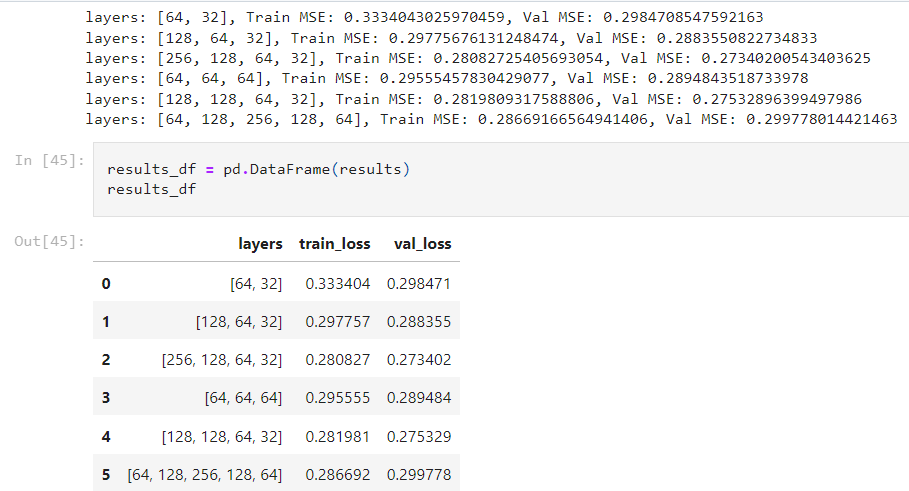 layers: [64, 32], Train MSE: 0.3334043025970459, Val MSE: 0.2984708547592163
layers: [128, 64, 32], Train MSE: 0.29775676131248474, Val MSE: 0.2883550822734833
layers: [256, 128, 64, 32], Train MSE: 0.28082725405693054, Val MSE: 0.27340200543403625
layers: [64, 64, 64], Train MSE: 0.29555457830429077, Val MSE: 0.2894843518733978
layers: [128, 128, 64, 32], Train MSE: 0.2819809317588806, Val MSE: 0.27532896399497986
layers: [64, 128, 256, 128, 64], Train MSE: 0.28669166564941406, Val MSE: 0.299778014421463
In [45]: results_df = pd.DataFrame(results)
results_df
Out[45]:
layers train_loss val_loss
0 [64, 32] 0.333404 0.298471
1 [128, 64, 32] 0.297757 0.288355
2 [256, 128, 64, 32] 0.280827 0.273402
3 [64, 64, 64] 0.295555 0.289484
4 [128, 128, 64, 32] 0.281981 0.275329
5 [64, 128, 256, 128, 64] 0.286692 0.299778